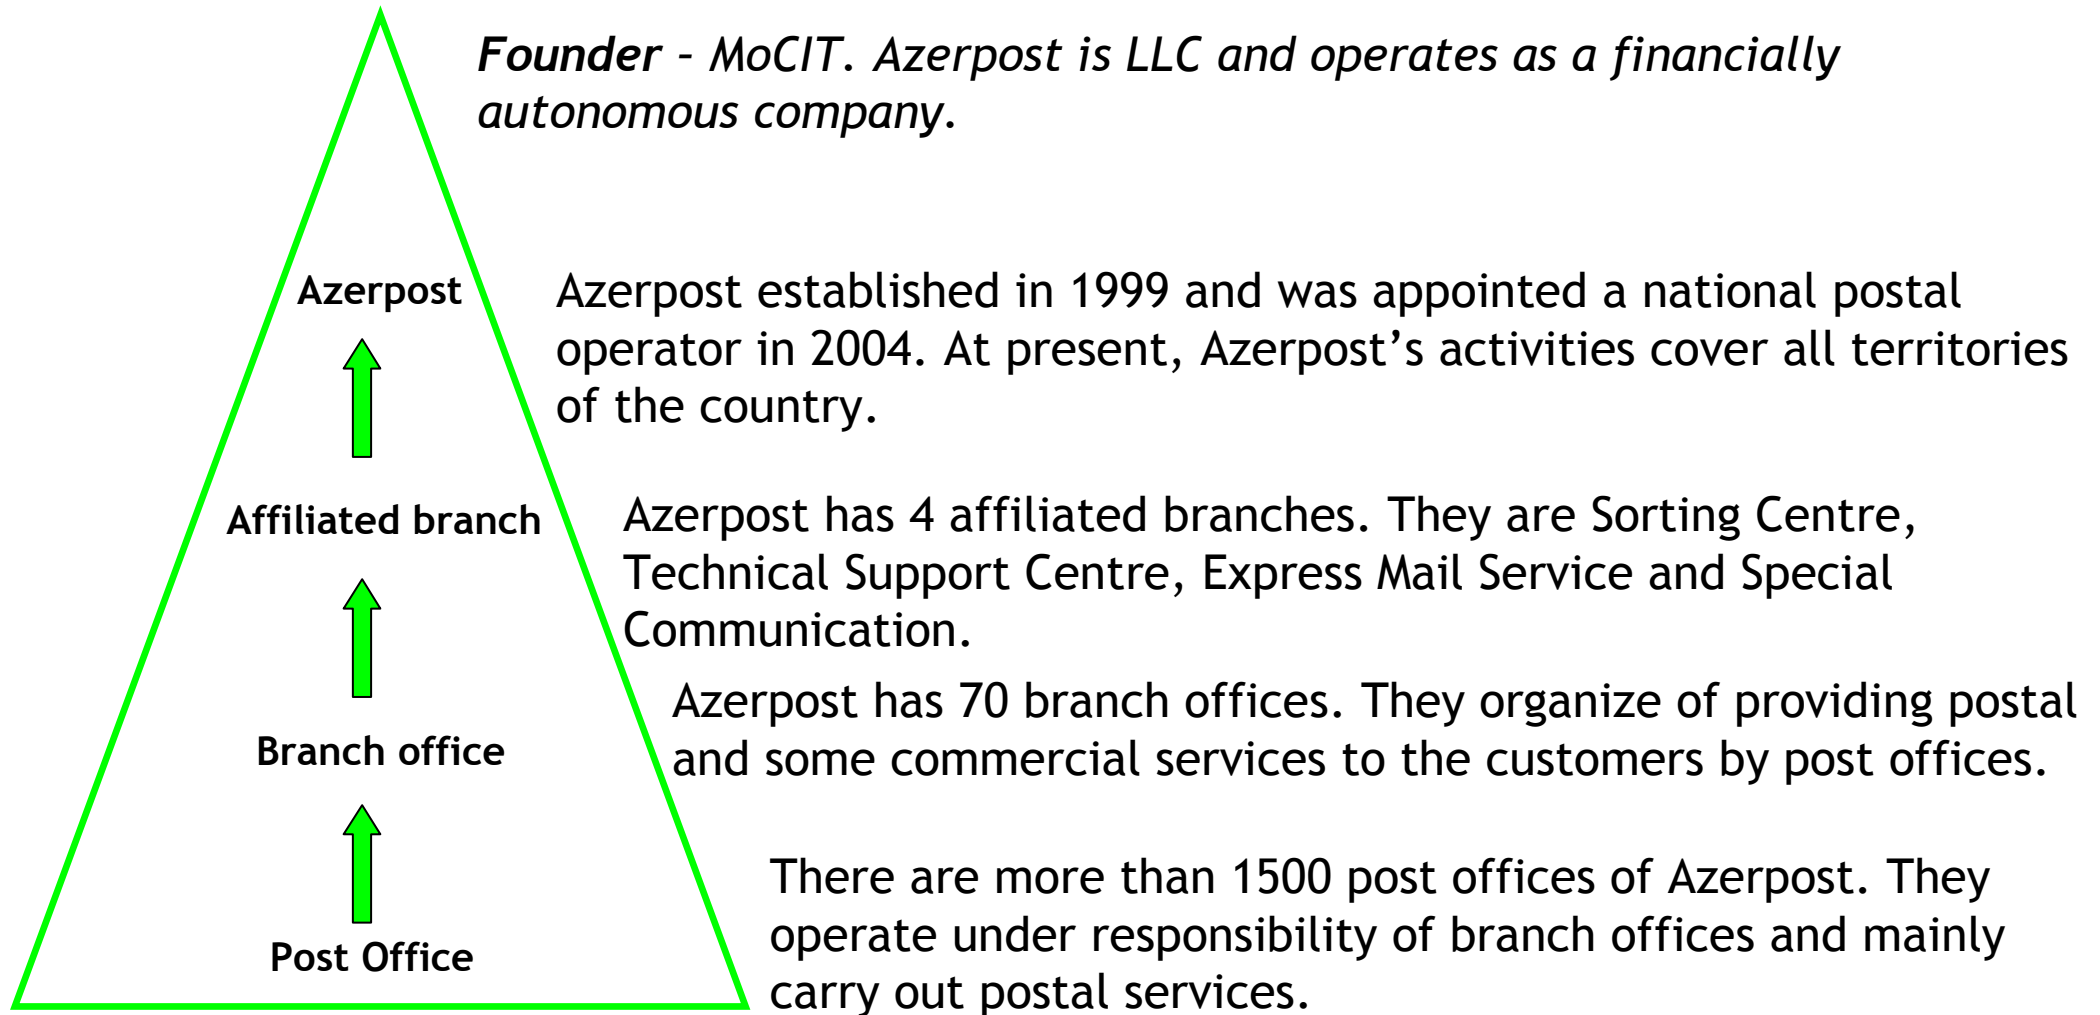 Founder – MoCIT. Azerpost is LLC and operates as a financially
autonomous company.
Azerpost
Azerpost established in 1999 and was appointed a national postal
operator in 2004. At present, Azerpost’s activities cover all territories
of the country.
Affiliated branch
Azerpost has 4 affiliated branches. They are Sorting Centre,
Technical Support Centre, Express Mail Service and Special
Communication.
Branch office
Azerpost has 70 branch offices. They organize of providing postal
and some commercial services to the customers by post offices.
Post Office
There are more than 1500 post offices of Azerpost. They
operate under responsibility of branch offices and mainly
carry out postal services.